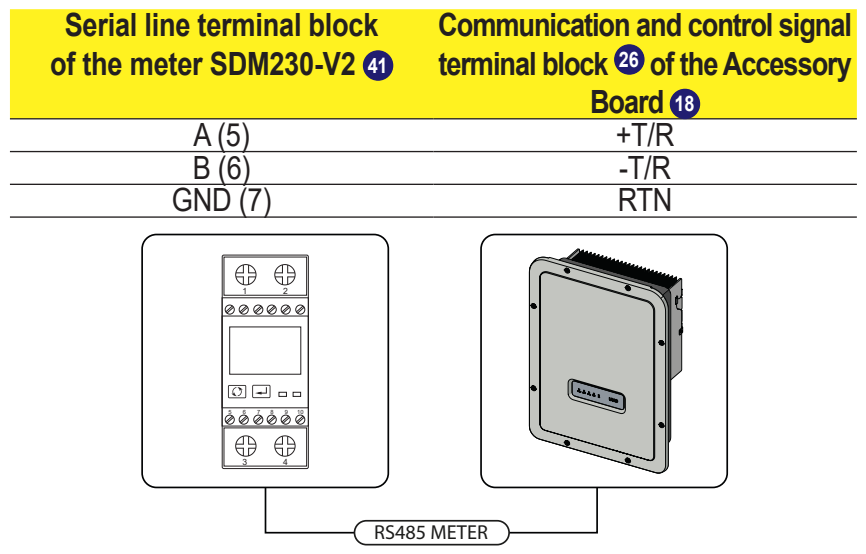 Serial line terminal block
of the meter SDM230-V2 41
Communication and control signal
terminal block 26 of the Accessory
Board 18
A (5) +T/R
B (6) -T/R
GND (7) RTN
1 2
5 6 7 8 9 10
3 4
RS485 METER